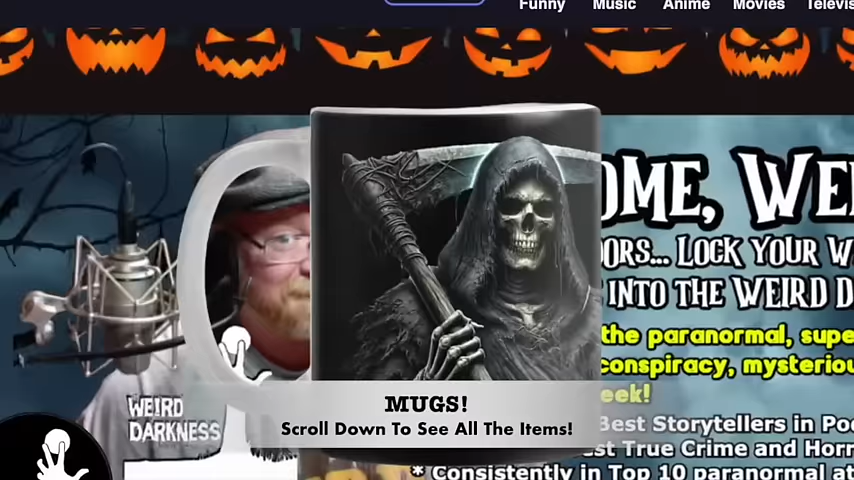 Funny Music Anime Movies
OME, WE
ORS... LOCK YOUR W
INTO THE WEIRD D
the paranormal, supe
conspiracy, mysteriou
eek!
Best Storytellers in Po
st True Crime and Horr
* Consistently in Top 10 paranormal
WEIRD
DARKNESS
MUGS!
Scroll Down To See All The Items!